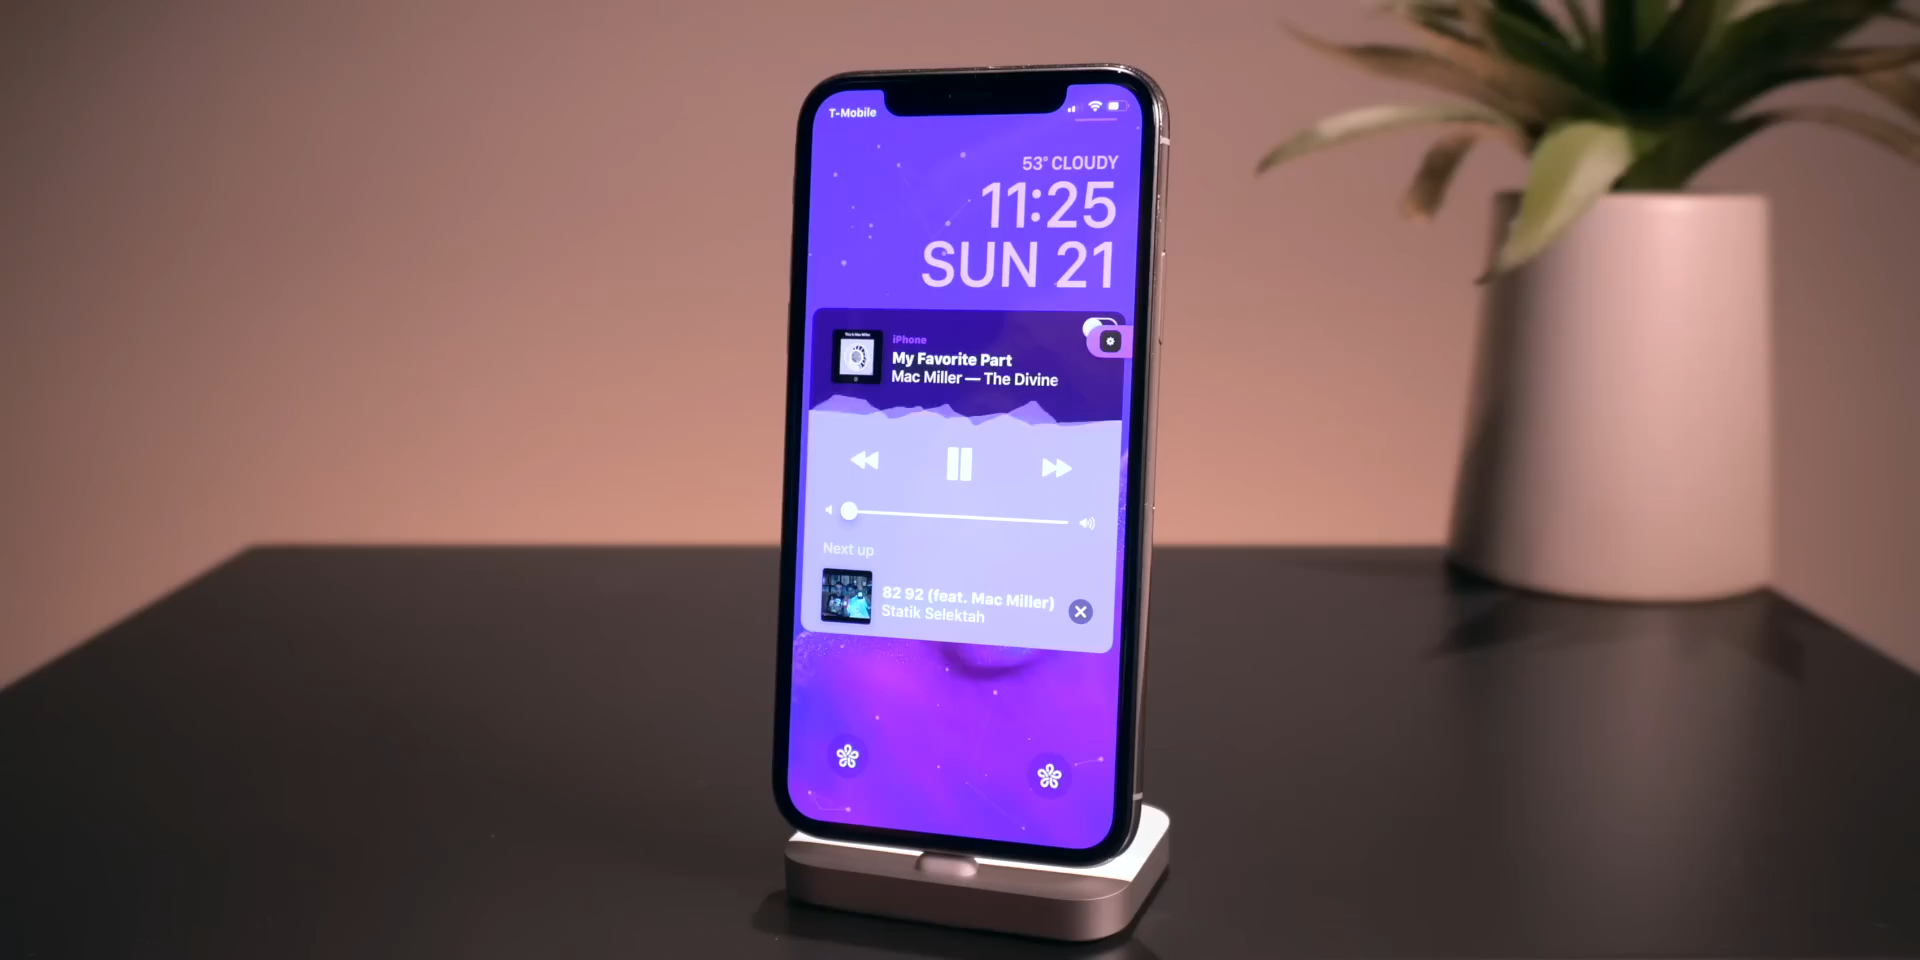 T-Mobile
53° CLOUDY
11:25
SUN 21
iPhone
My Favorite Part
Mac Miller — The Divine
Next up
82 92 (feat. Mac Miller)
Statik Selektah